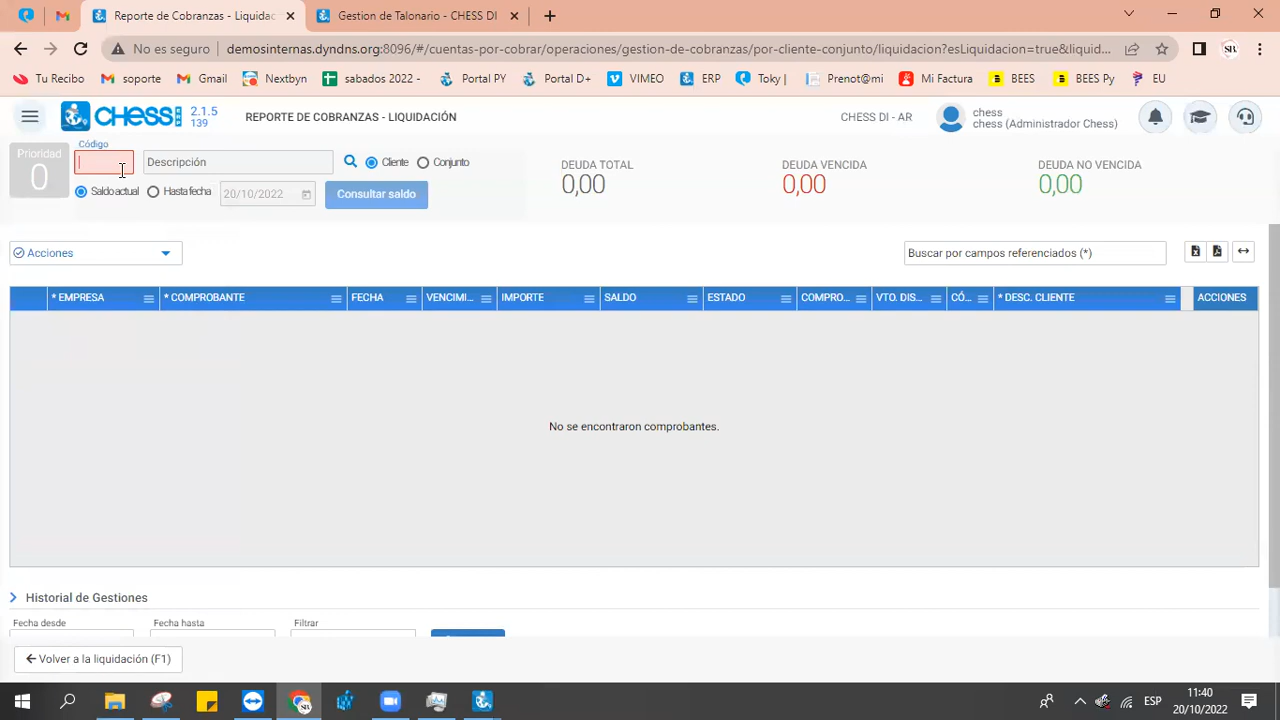 Reporte de Cobranzas - Liquidac
Gestion de Talonario - CHESS DI
No es seguro
demosinternas.dyndns.org:8096/#/cuentas-por-cobrar/operaciones/gestion-de-cobranzas/por-cliente-conjunto/liquidacion?esLiquidacion=true&liquid...
Tu Recibo
soporte
Gmail
Nextbyn
sabados 2022 -
Portal PY
Portal D+
VIMEO
ERP
Toky |
Prenot@mi
Mi Factura
BEES
BEES Py
EU
CHESS
2.1.5
139
REPORTE DE COBRANZAS - LIQUIDACIÓN
CHESS DI - AR
chess
chess (Administrador Chess)
Prioridad
0
Código
Descripción
Cliente
Conjunto
Saldo actual
Hasta fecha
20/10/2022
Consultar saldo
DEUDA TOTAL
0,00
DEUDA VENCIDA
0,00
DEUDA NO VENCIDA
0,00
Acciones
Buscar por campos referenciados (*)
* EMPRESA
* COMPROBANTE
FECHA
VENCIMI...
IMPORTE
SALDO
ESTADO
COMPRO...
VTO. DIS...
CÓ...
* DESC. CLIENTE
ACCIONES
No se encontraron comprobantes.
Historial de Gestiones
Fecha desde
Fecha hasta
Filtrar
Volver a la liquidación (F1)
ESP
11:40
20/10/2022